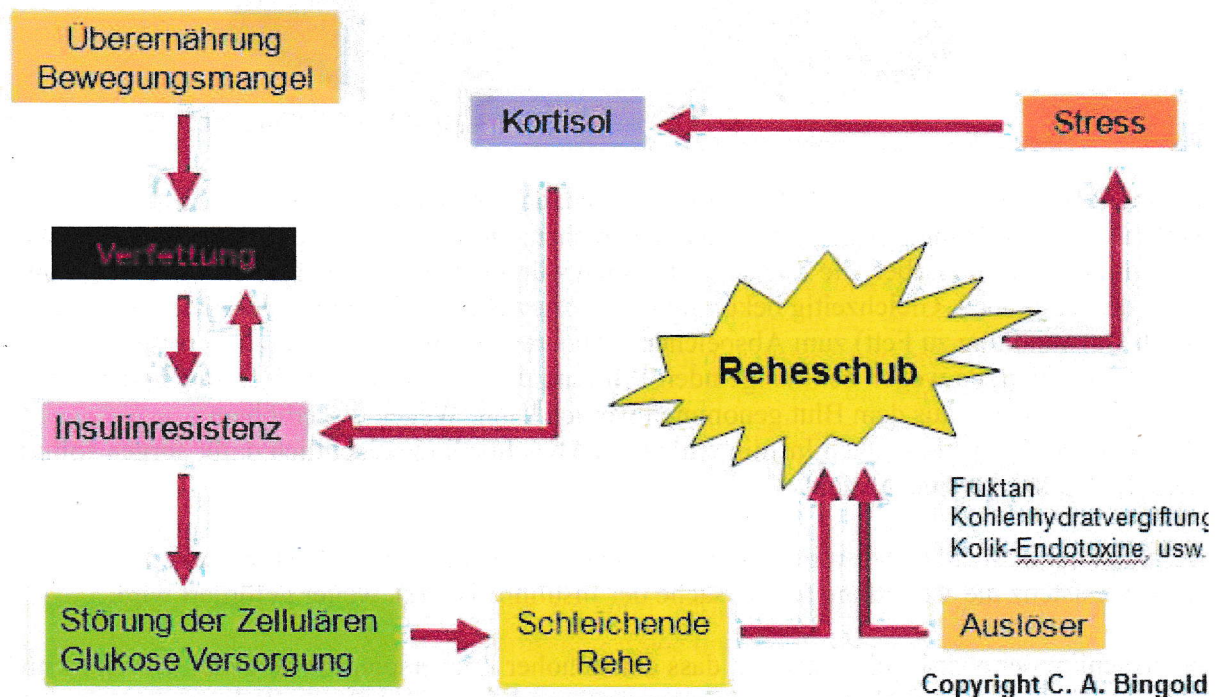 Überernährung
Bewegungsmangel
Kortisol
Stress
Verfettung
Reheschub
Insulinresistenz
Fruktan
Kohlenhydratvergiftung
Kolik-Endotoxine, usw.
Störung der Zellulären
Glukose Versorgung
Schleichende
Rehe
Auslöser
Copyright C. A. Bingold